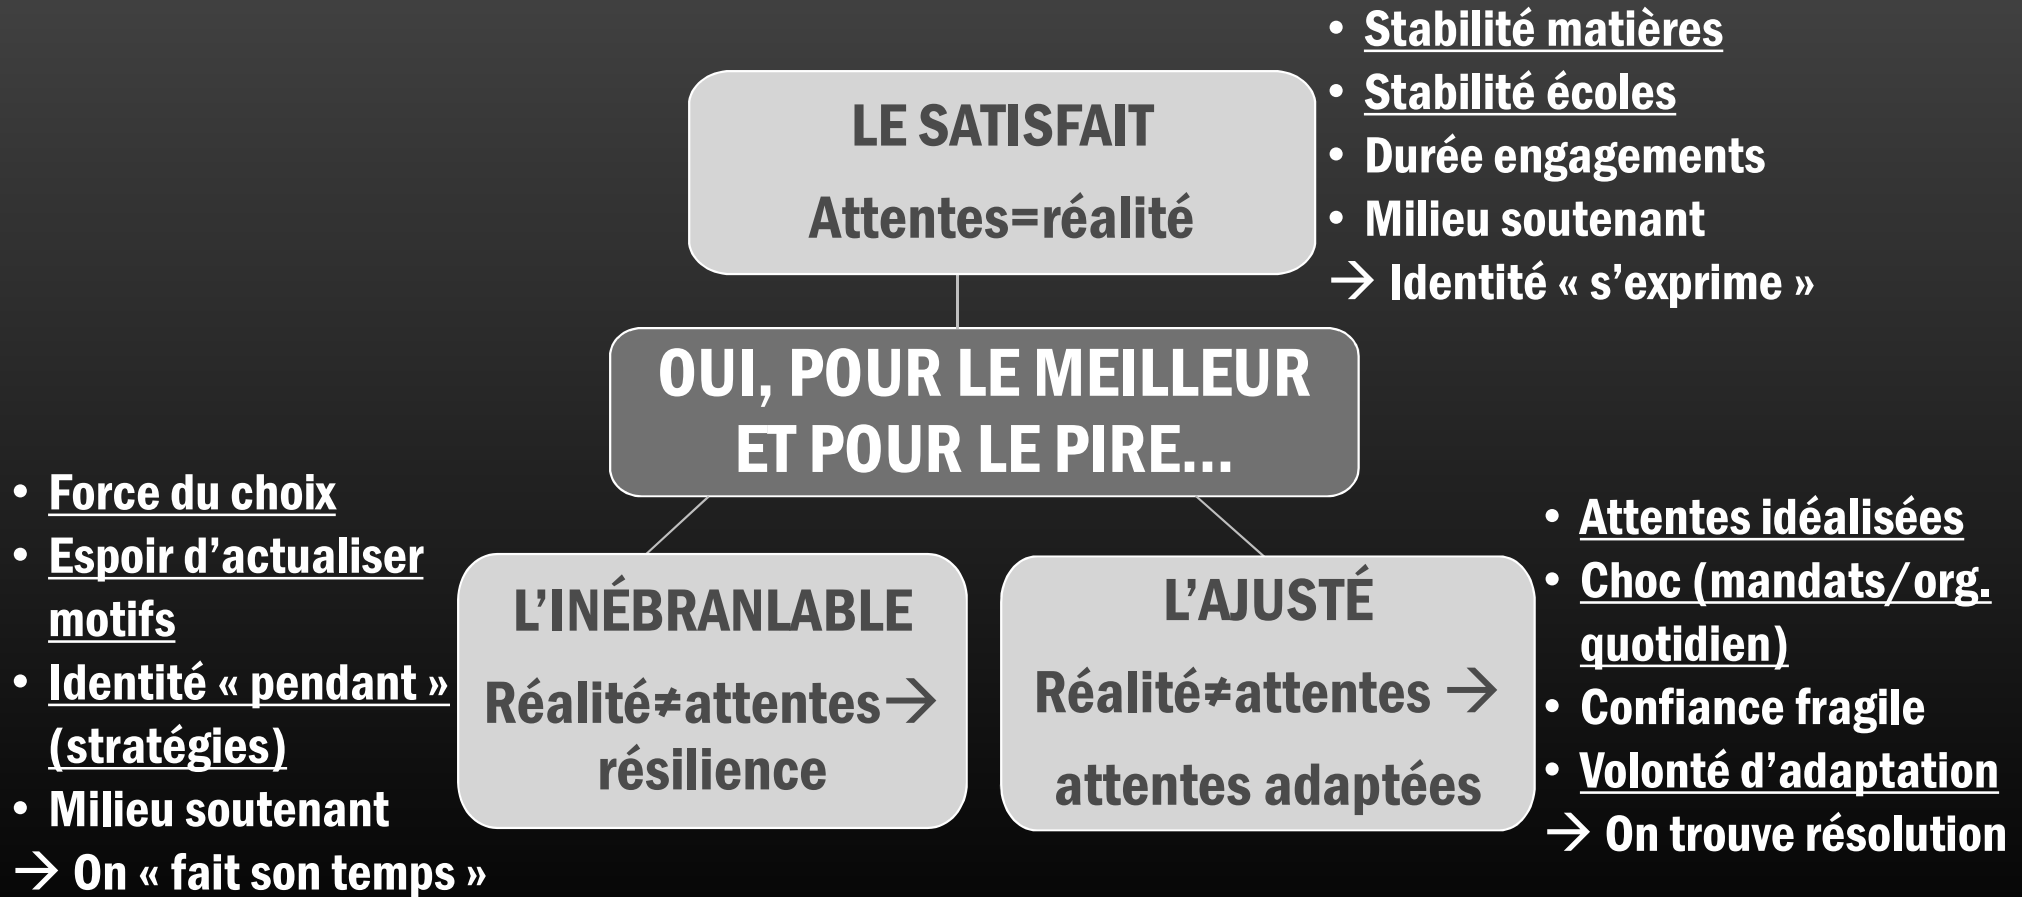 • Stabilité matières
• Stabilité écoles
• Durée engagements
• Milieu soutenant
→ Identité « s’exprime »
LE SATISFAIT
Attentes=réalité
OUI, POUR LE MEILLEUR
ET POUR LE PIRE...
• Force du choix
• Espoir d’actualiser
motifs
• Identité « pendant »
(stratégies)
• Milieu soutenant
→ On « fait son temps »
L’INÉBRANLABLE
Réalité≠attentes→
résilience
L’AJUSTÉ
Réalité≠attentes →
attentes adaptées
• Attentes idéalisées
• Choc (mandats/org.
quotidien)
• Confiance fragile
• Volonté d’adaptation
→ On trouve résolution